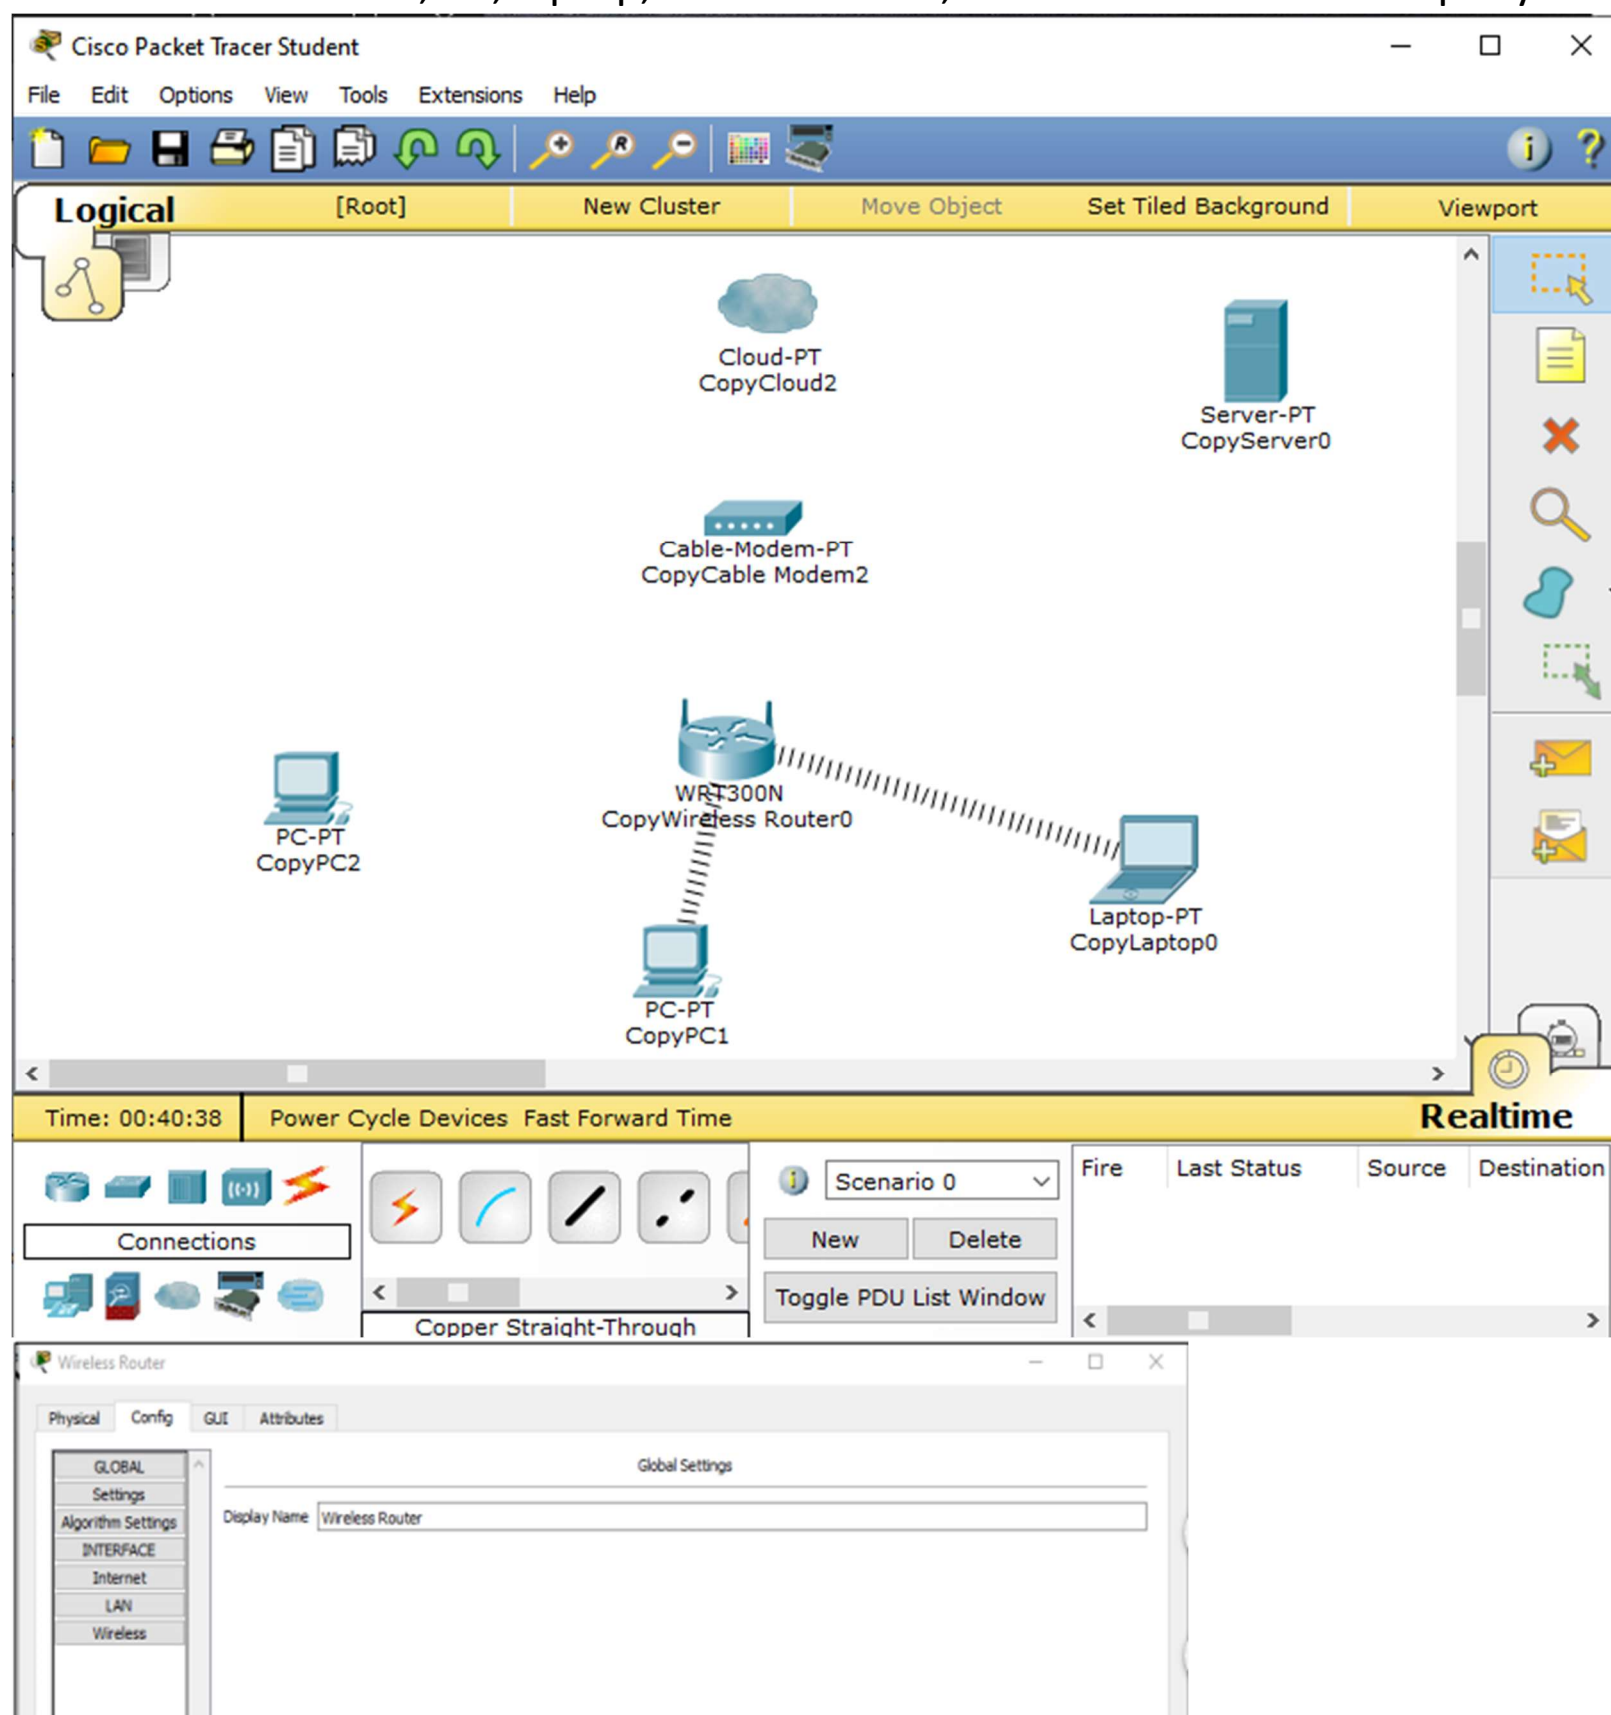 Cisco Packet Tracer Student
File Edit Options View Tools Extensions Help
Logical [Root] New Cluster Move Object Set Tiled Background Viewport
Cloud-PT
CopyCloud2
Server-PT
CopyServer0
Cable-Modem-PT
CopyCable Modem2
WRT300N
CopyWireless Router0
PC-PT
CopyPC2
Laptop-PT
CopyLaptop0
PC-PT
CopyPC1
Time: 00:40:38 Power Cycle Devices Fast Forward Time Realtime
Connections
Copper Straight-Through
Scenario 0
New Delete
Toggle PDU List Window
Fire Last Status Source Destination
Wireless Router
Physical Config GUI Attributes
GLOBAL
Settings
Algorithm Settings
INTERFACE
Internet
LAN
Wireless
Global Settings
Display Name Wireless Router